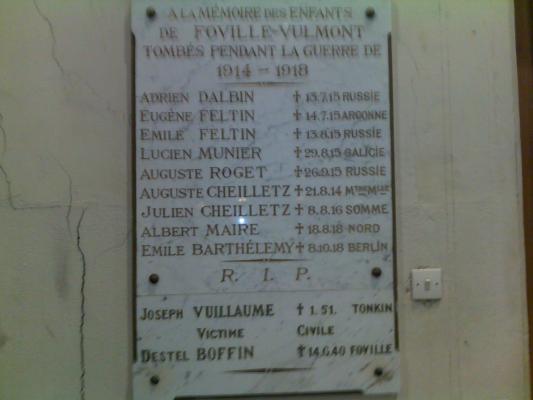 A LA MÉMOIRE DES ENFANTS
DE FOVILLE-VULMONT
TOMBÉS PENDANT LA GUERRE DE
1914 - 1918
ADRIEN DALBIN † 13.7.15 RUSSIE
EUGÈNE FELTIN † 14.7.15 ARGONNE
EMILE FELTIN † 13.8.15 RUSSIE
LUCIEN MUNIER † 29.8.15 GALICIE
AUGUSTE ROGET † 26.9.15 RUSSIE
AUGUSTE CHEILLETZ † 21.8.14 MTHE MLLE
JULIEN CHEILLETZ † 8.8.16 SOMME
ALBERT MAIRE † 18.8.18 NORD
EMILE BARTHÉLEMY † 8.10.18 BERLIN
R. I. P.
JOSEPH VUILLAUME † 1.51. TONKIN
VICTIME CIVILE
DESTEL BOFFIN † 14.6.40 FOVILLE